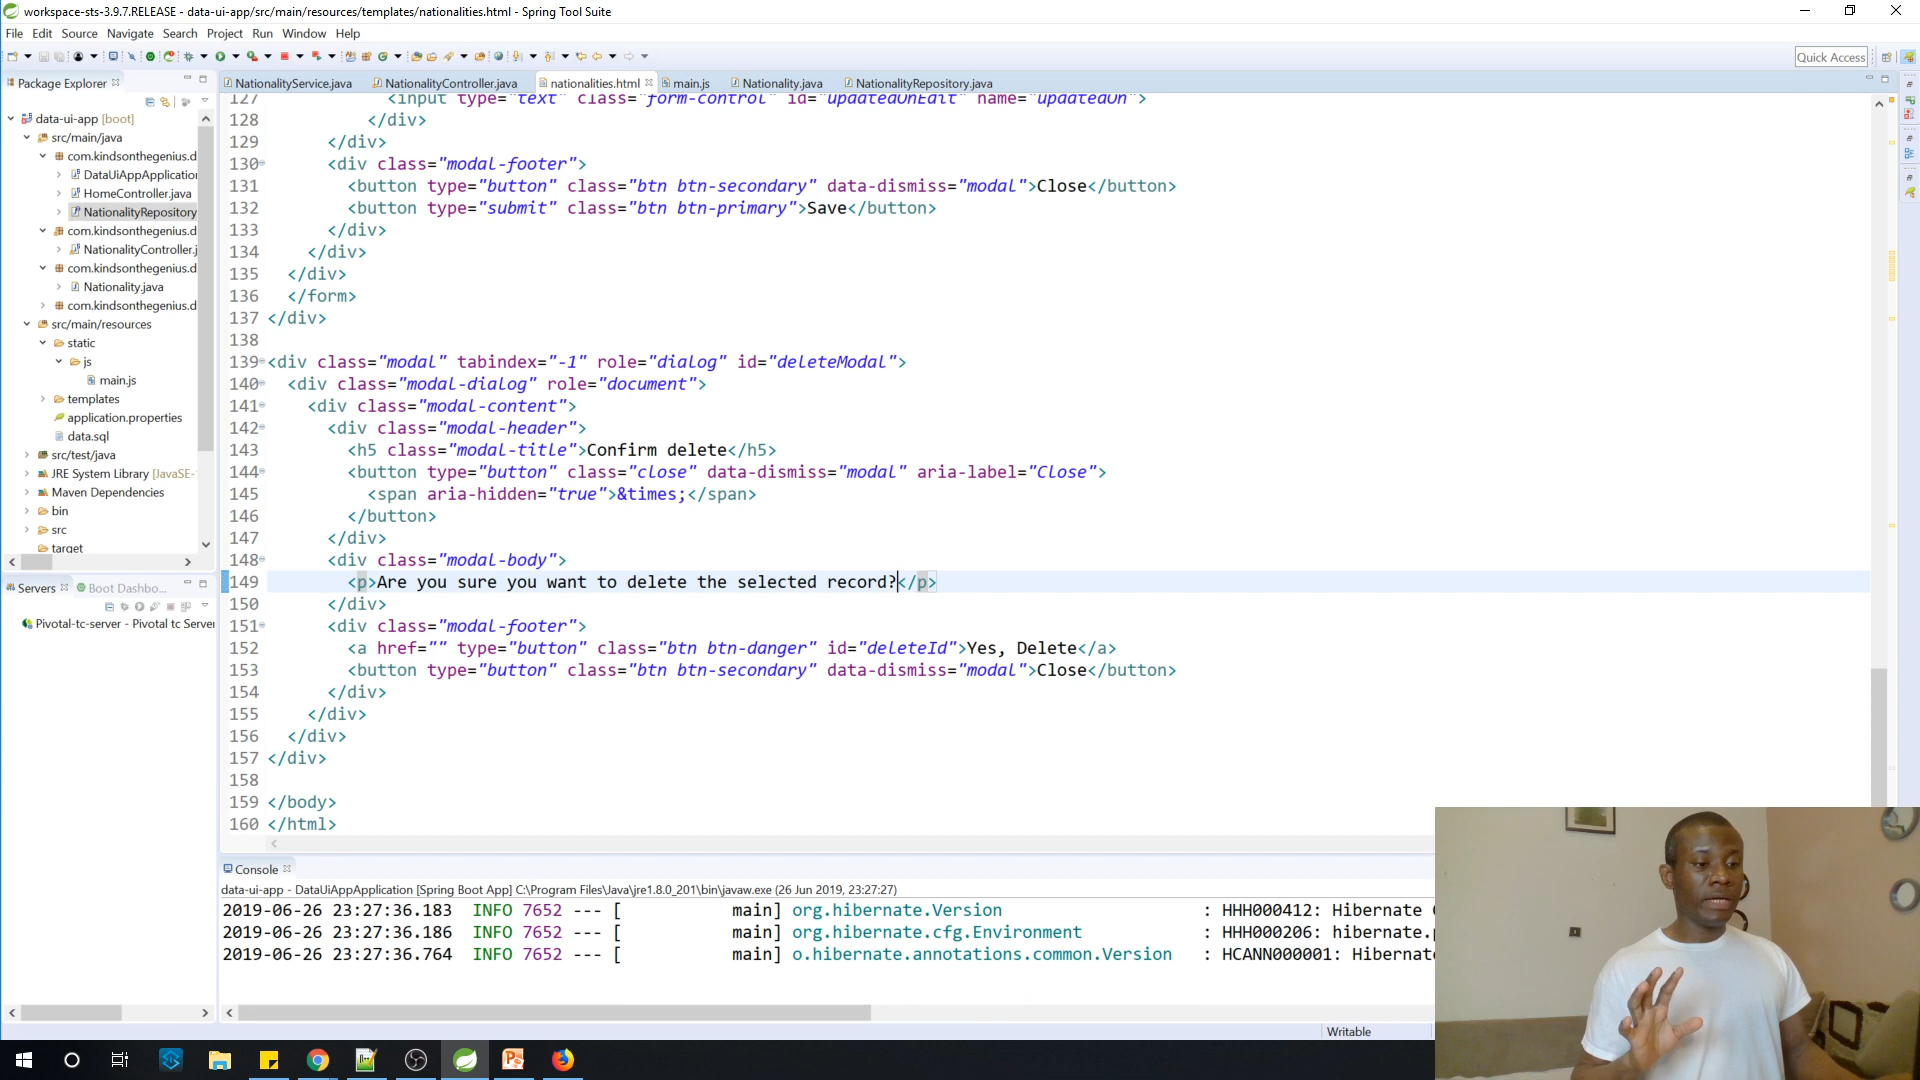 workspace-sts-3.9.7.RELEASE - data-ui-app/src/main/resources/templates/nationalities.html - Spring Tool Suite
File Edit Source Navigate Search Project Run Window Help
Quick Access
Package Explorer
data-ui-app [boot]
src/main/java
com.kindsonthegenius.d
DataUiAppApplication
HomeController.java
NationalityRepository
com.kindsonthegenius.d
NationalityController.j
com.kindsonthegenius.d
Nationality.java
com.kindsonthegenius.d
src/main/resources
static
js
main.js
templates
application.properties
data.sql
src/test/java
JRE System Library [JavaSE-
Maven Dependencies
bin
src
target
Servers Boot Dashbo...
Pivotal-tc-server - Pivotal tc Server
NationalityService.java NationalityController.java nationalities.html main.js Nationality.java NationalityRepository.java
127 <input type="text" class="form-control" id="updatedOnEdit" name="updatedOn">
128 </div>
129 </div>
130 <div class="modal-footer">
131 <button type="button" class="btn btn-secondary" data-dismiss="modal">Close</button>
132 <button type="submit" class="btn btn-primary">Save</button>
133 </div>
134 </div>
135 </div>
136 </form>
137 </div>
138
139 <div class="modal" tabindex="-1" role="dialog" id="deleteModal">
140 <div class="modal-dialog" role="document">
141 <div class="modal-content">
142 <div class="modal-header">
143 <h5 class="modal-title">Confirm delete</h5>
144 <button type="button" class="close" data-dismiss="modal" aria-label="Close">
145 <span aria-hidden="true">&times;</span>
146 </button>
147 </div>
148 <div class="modal-body">
149 <p>Are you sure you want to delete the selected record?</p>
150 </div>
151 <div class="modal-footer">
152 <a href="" type="button" class="btn btn-danger" id="deleteId">Yes, Delete</a>
153 <button type="button" class="btn btn-secondary" data-dismiss="modal">Close</button>
154 </div>
155 </div>
156 </div>
157 </div>
158
159 </body>
160 </html>
Console
data-ui-app - DataUiAppApplication [Spring Boot App] C:\Program Files\Java\jre1.8.0_201\bin\javaw.exe (26 Jun 2019, 23:27:27)
2019-06-26 23:27:36.183 INFO 7652 --- [ main] org.hibernate.Version : HHH000412: Hibernate
2019-06-26 23:27:36.186 INFO 7652 --- [ main] org.hibernate.cfg.Environment : HHH000206: hibernate.p
2019-06-26 23:27:36.764 INFO 7652 --- [ main] o.hibernate.annotations.common.Version : HCANN000001: Hibernate
Writable